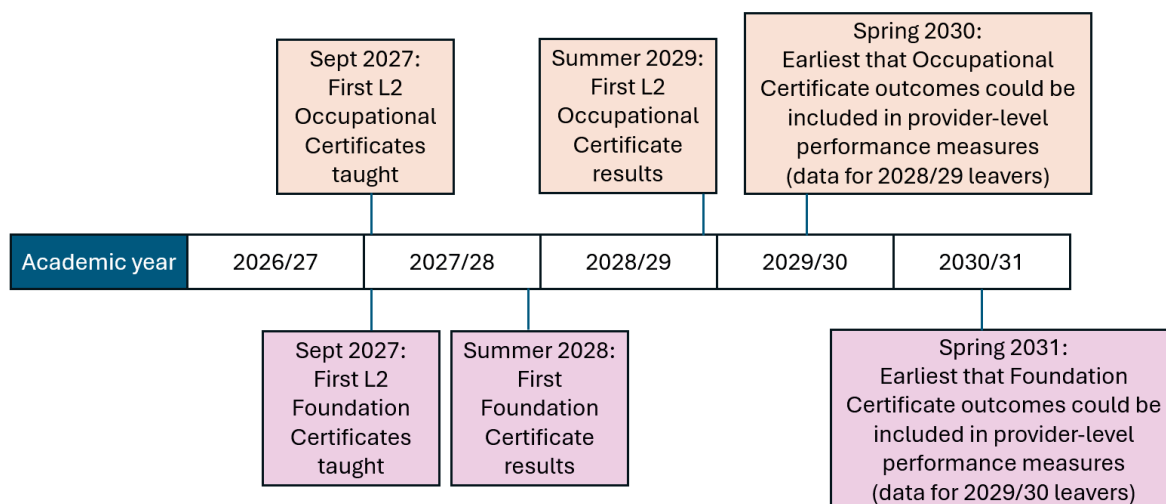 Sept 2027:
First L2
Occupational
Certificates
taught
Summer 2029:
First L2
Occupational
Certificate
results
Spring 2030:
Earliest that Occupational
Certificate outcomes could be
included in provider-level
performance measures
(data for 2028/29 leavers)
Academic year
2026/27
2027/28
2028/29
2029/30
2030/31
Sept 2027:
First L2
Foundation
Certificates
taught
Summer 2028:
First
Foundation
Certificate
results
Spring 2031:
Earliest that Foundation
Certificate outcomes could be
included in provider-level
performance measures
(data for 2029/30 leavers)